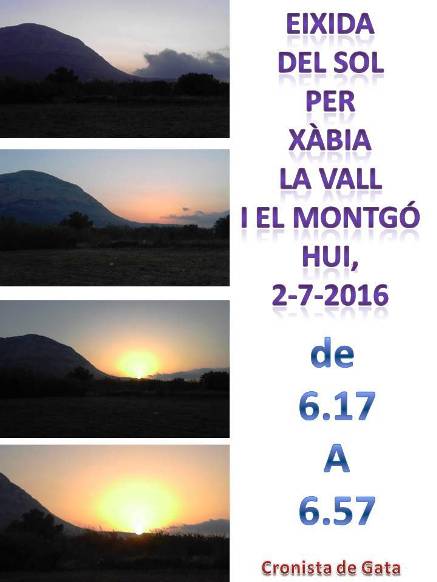 EIXIDA
DEL SOL
PER
XÀBIA
LA VALL
I EL MONTGÓ
HUI,
2-7-2016
de
6.17
A
6.57
Cronista de Gata